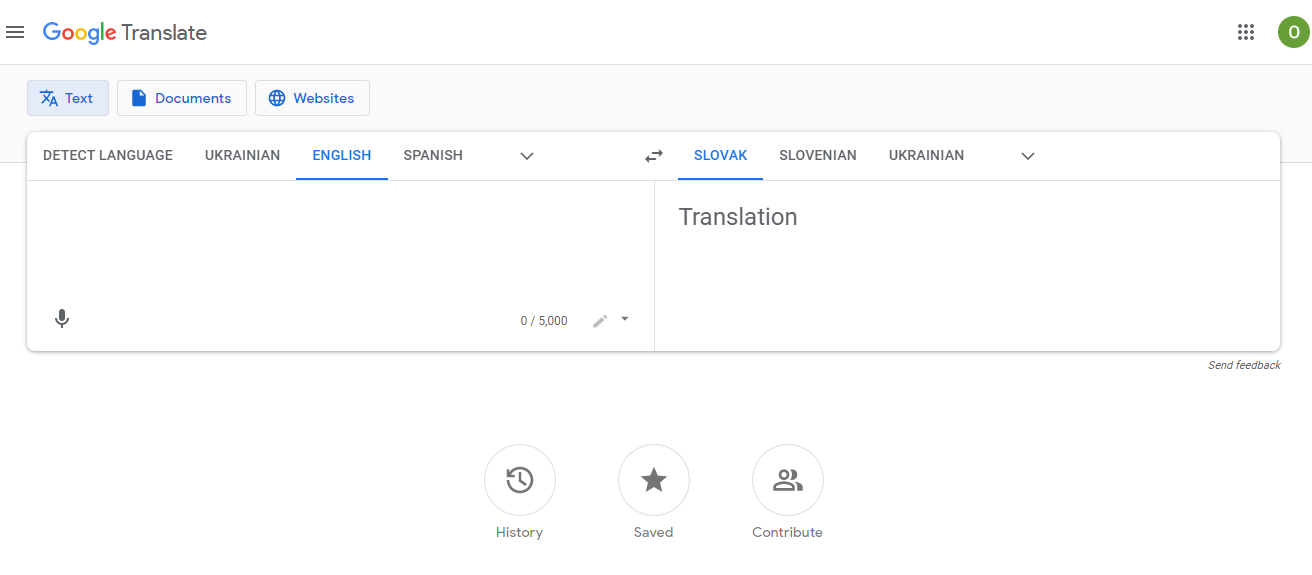 Google Translate
O
Text
Documents
Websites
DETECT LANGUAGE UKRAINIAN ENGLISH SPANISH
SLOVAK SLOVENIAN UKRAINIAN
Translation
0 / 5,000
Send feedback
History
Saved
Contribute